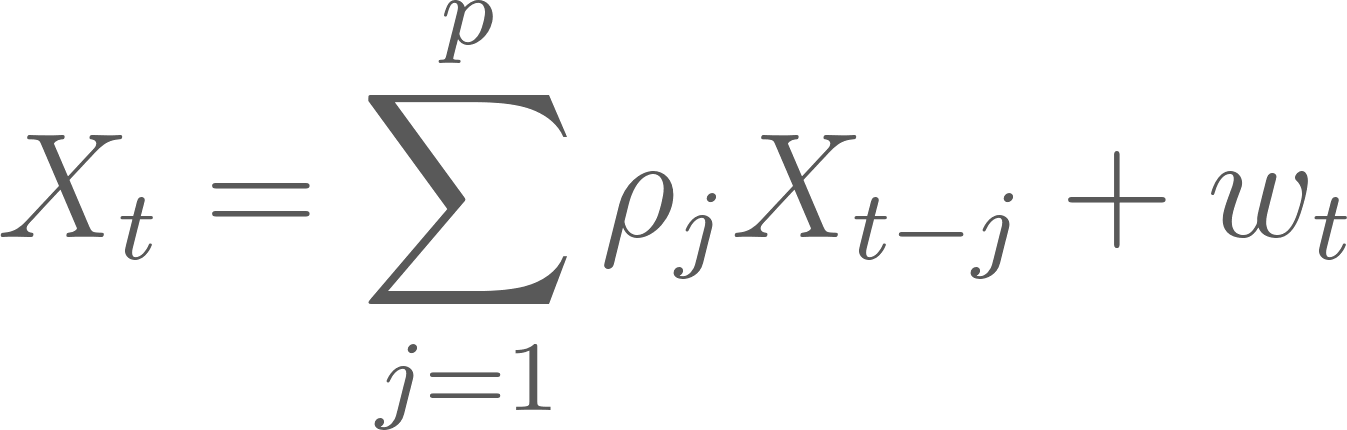 X_t = \sum_{j=1}^{p} \rho_j X_{t-j} + w_t